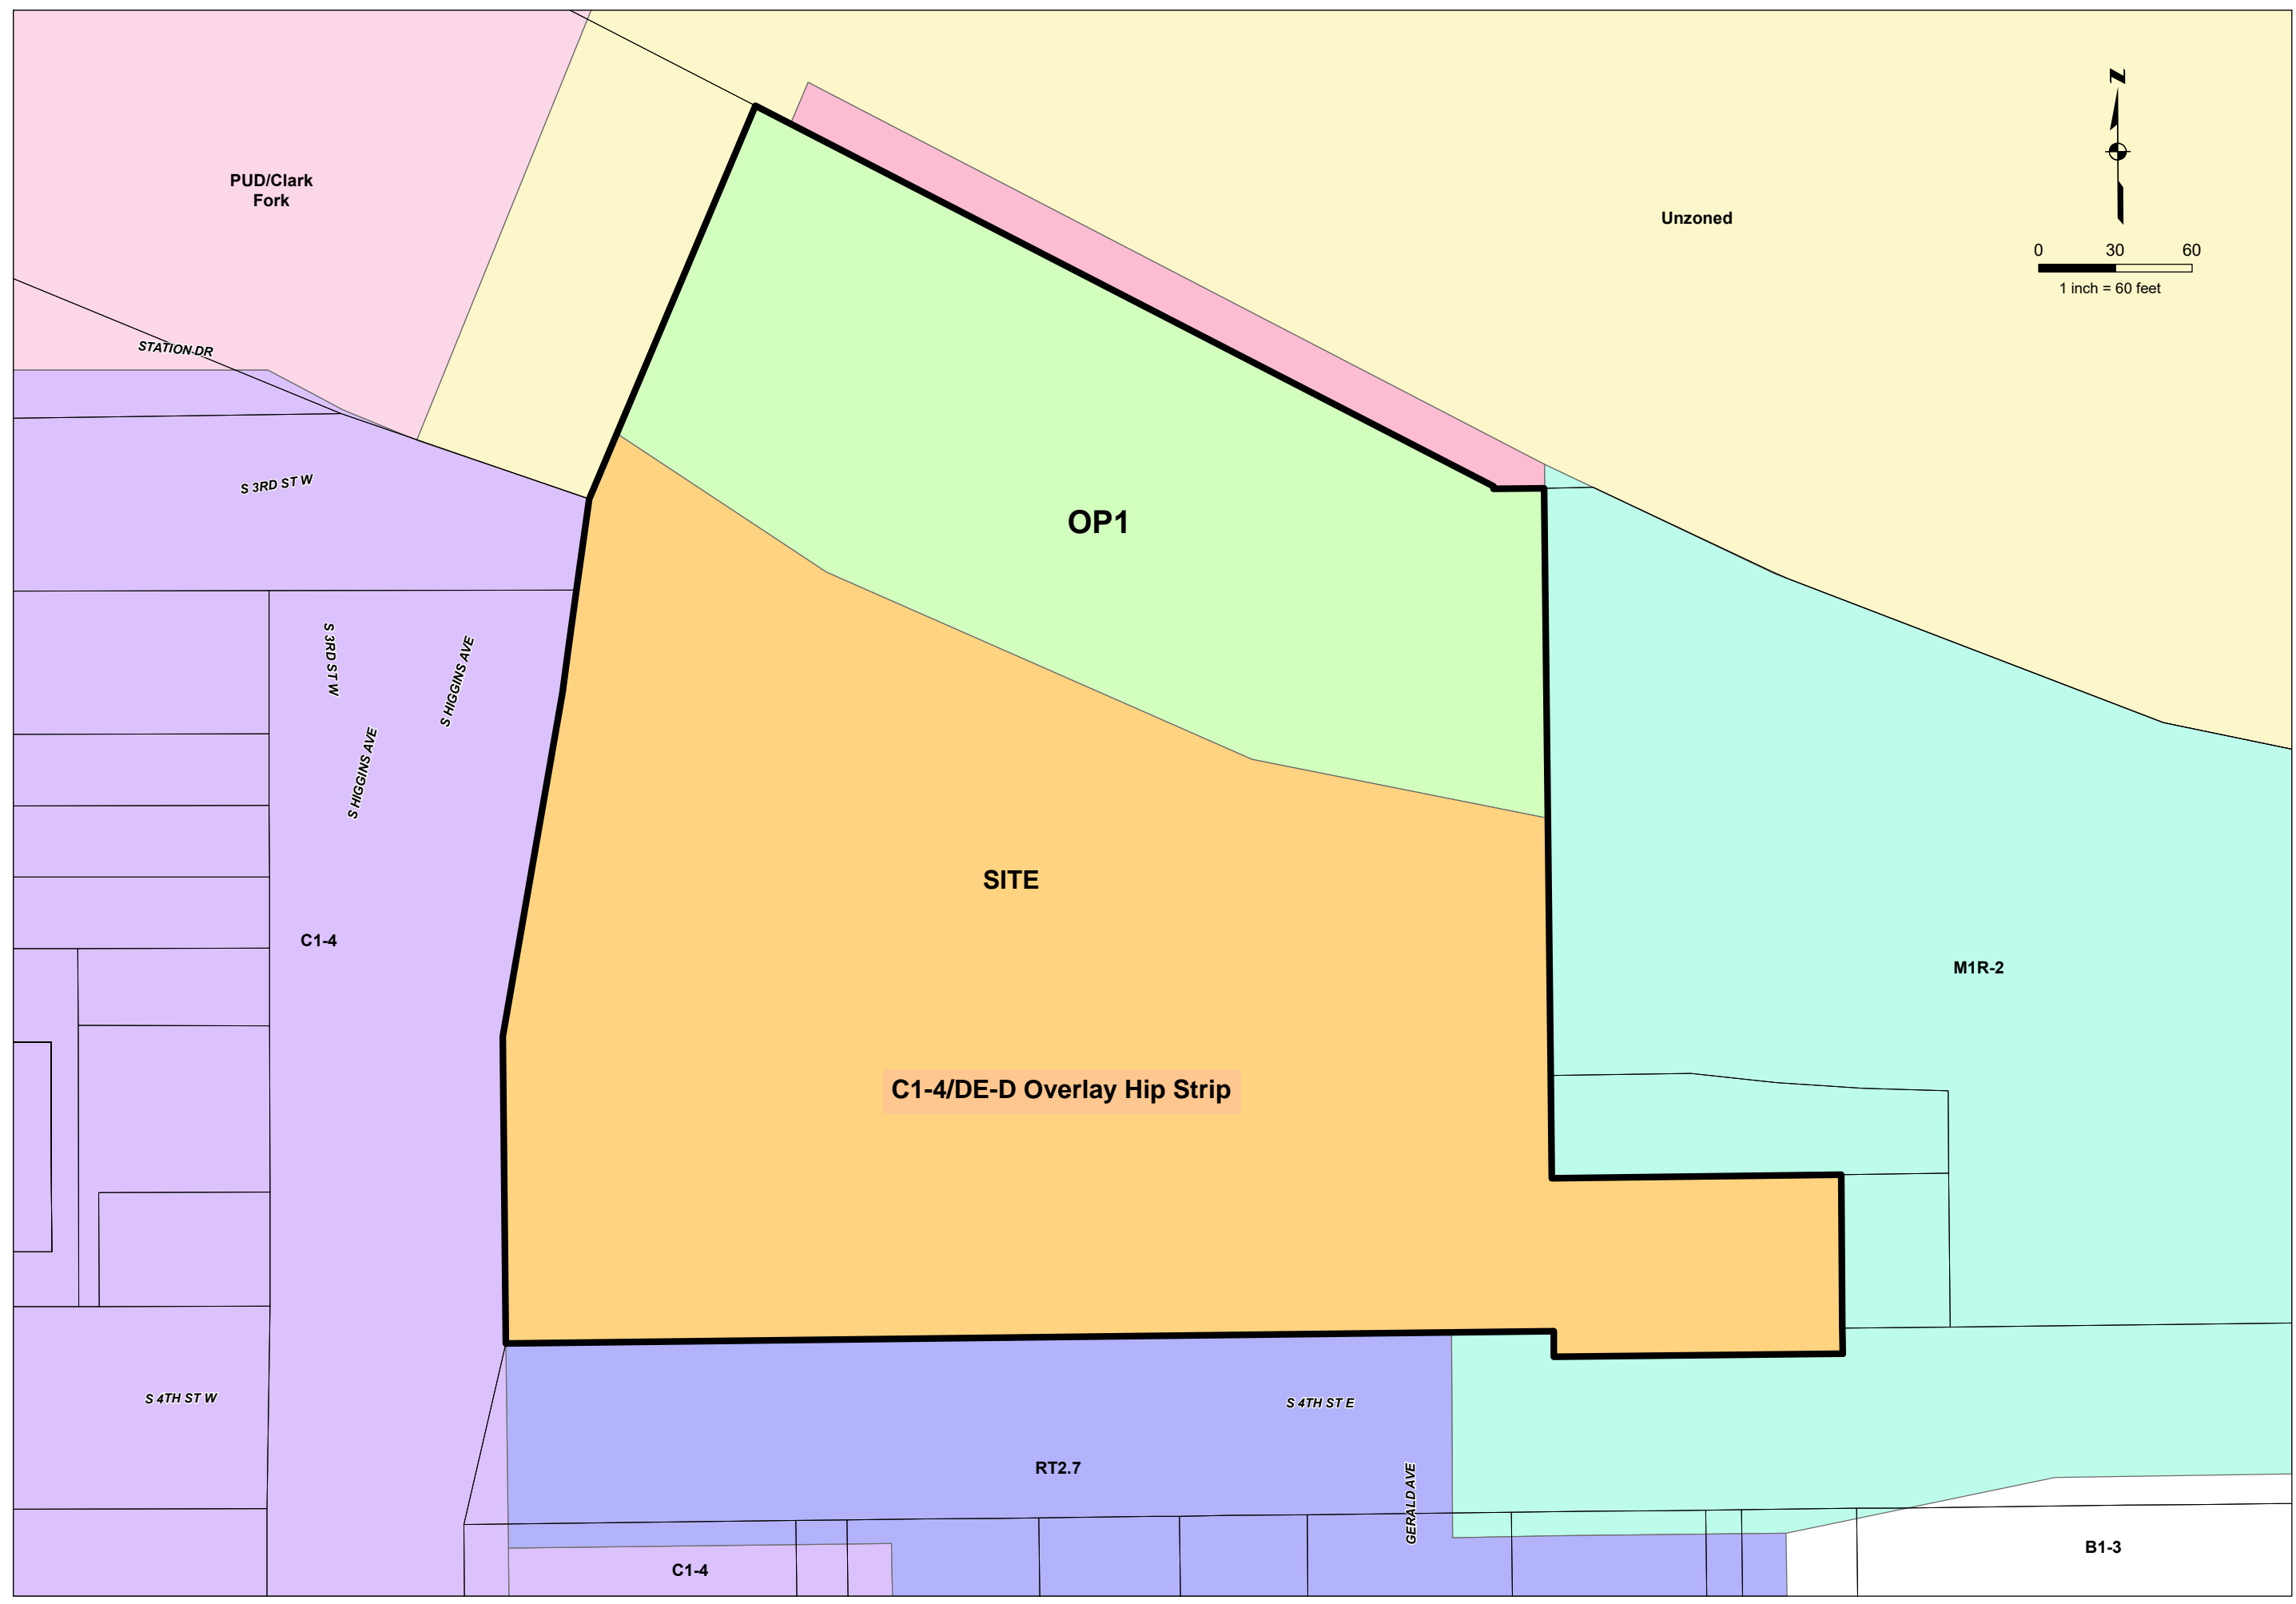 N
PUD/Clark
Fork
Unzoned
0 30 60
1 inch = 60 feet
STATION DR
S 3RD ST W
OP1
S 3RD ST W
S HIGGINS AVE
S HIGGINS AVE
SITE
C1-4
M1R-2
C1-4/DE-D Overlay Hip Strip
S 4TH ST W
S 4TH ST E
RT2.7
GERALD AVE
B1-3
C1-4